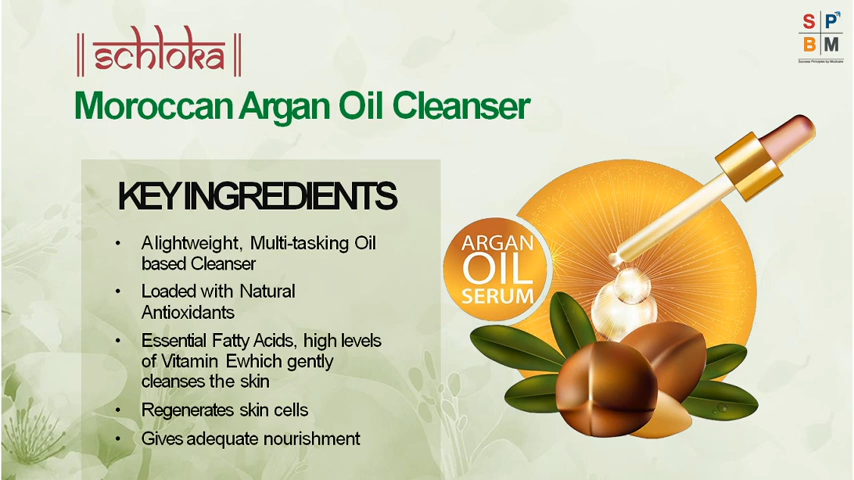 || schloka ||
S P
B M
Moroccan Argan Oil Cleanser
KEY INGREDIENTS
• A lightweight, Multi-tasking Oil
based Cleanser
• Loaded with Natural
Antioxidants
• Essential Fatty Acids, high levels
of Vitamin Ewhich gently
cleanses the skin
• Regenerates skin cells
• Gives adequate nourishment
ARGAN
OIL
SERUM